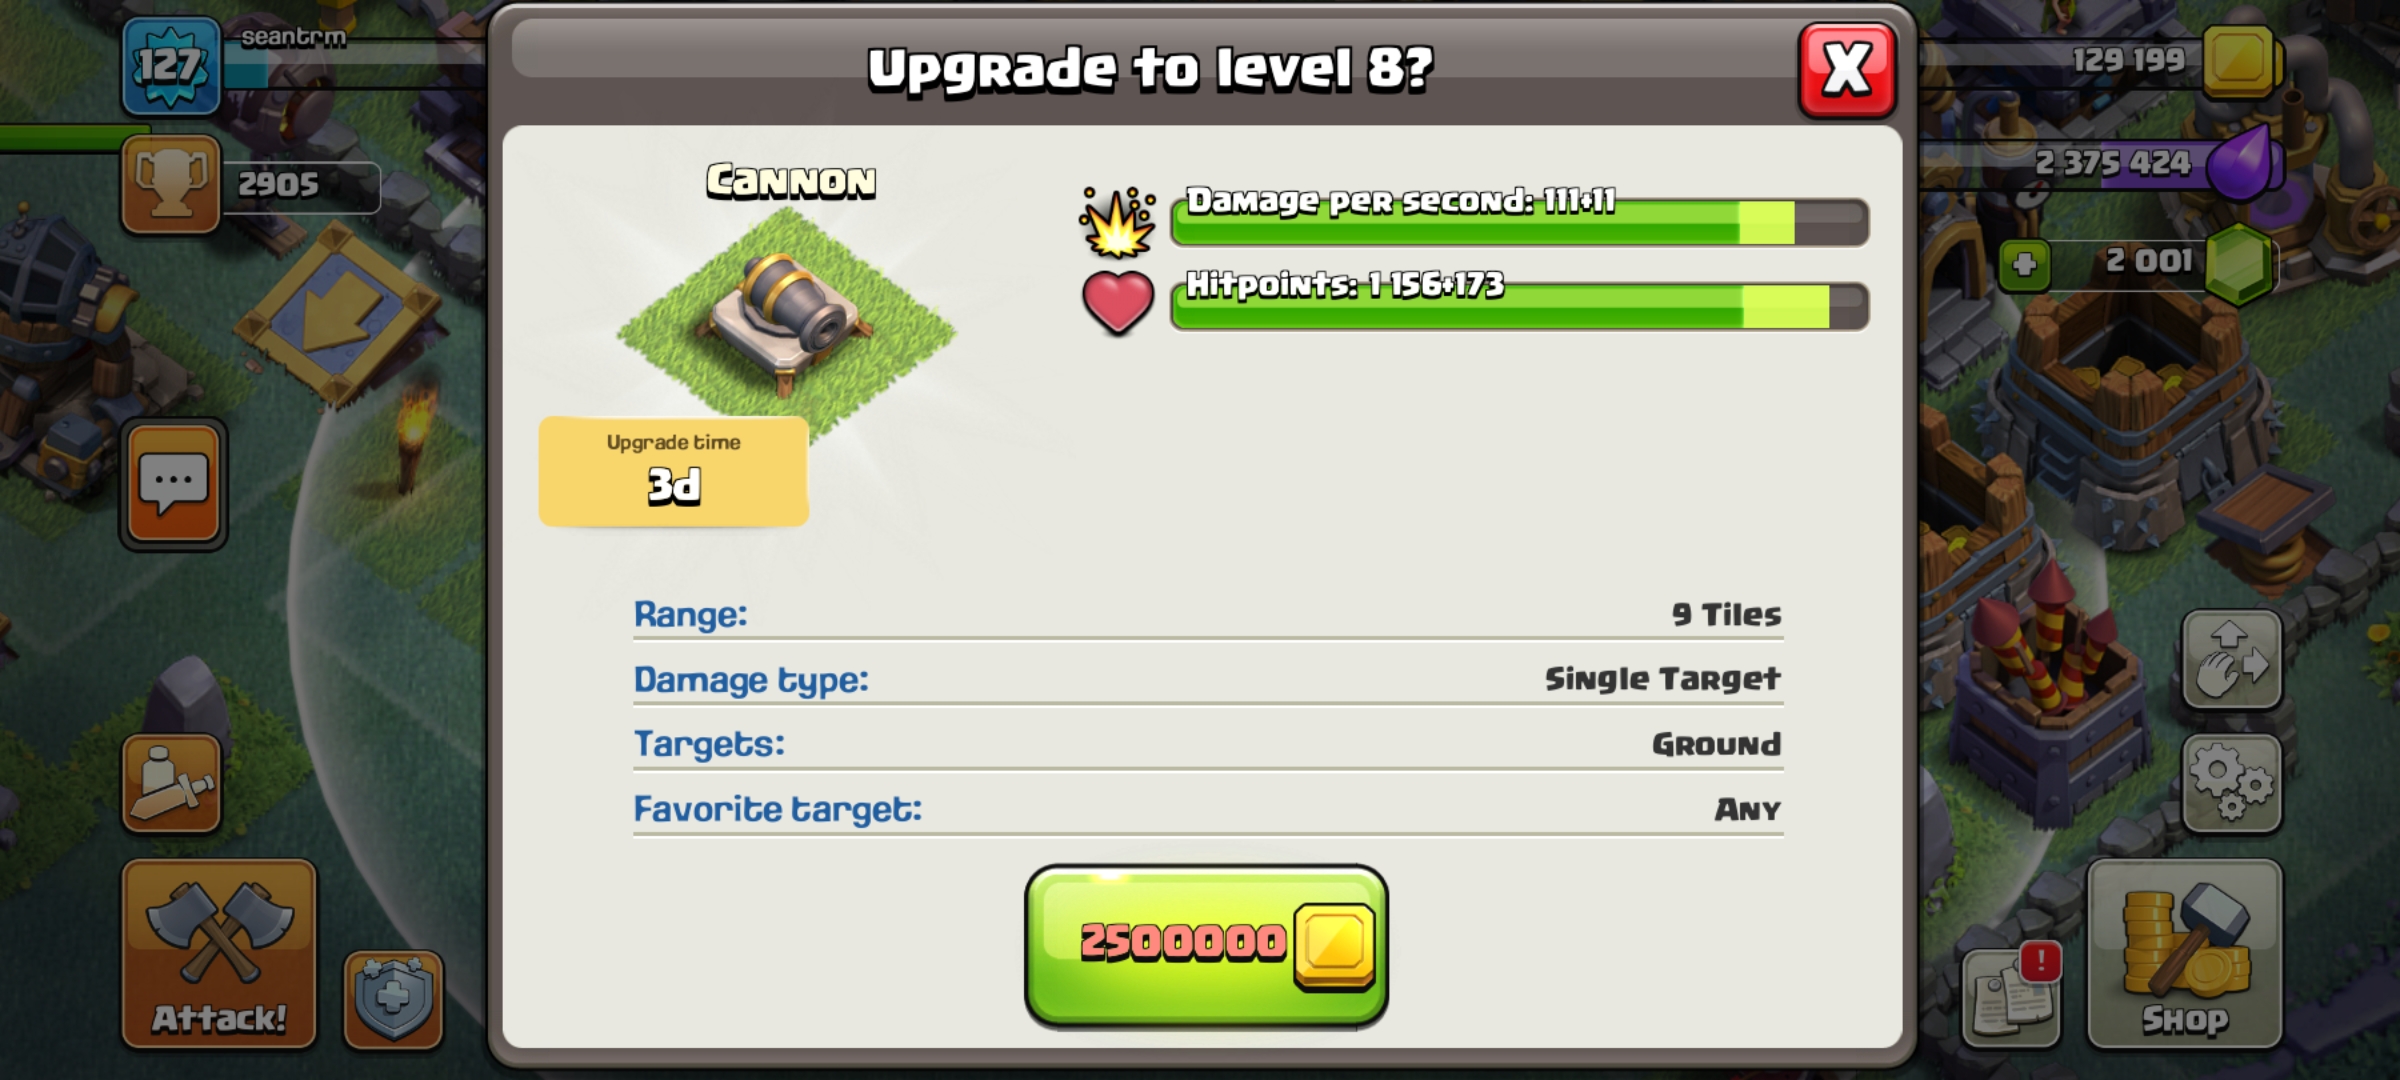 127
seantrm
2905
Upgrade to level 8?
X
129 199
2 375 424
2 001
Cannon
Damage per second: 111+11
Hitpoints: 1 156+173
Upgrade time
3d
Range: 9 Tiles
Damage type: Single Target
Targets: Ground
Favorite target: Any
2500000
Attack!
!
Shop